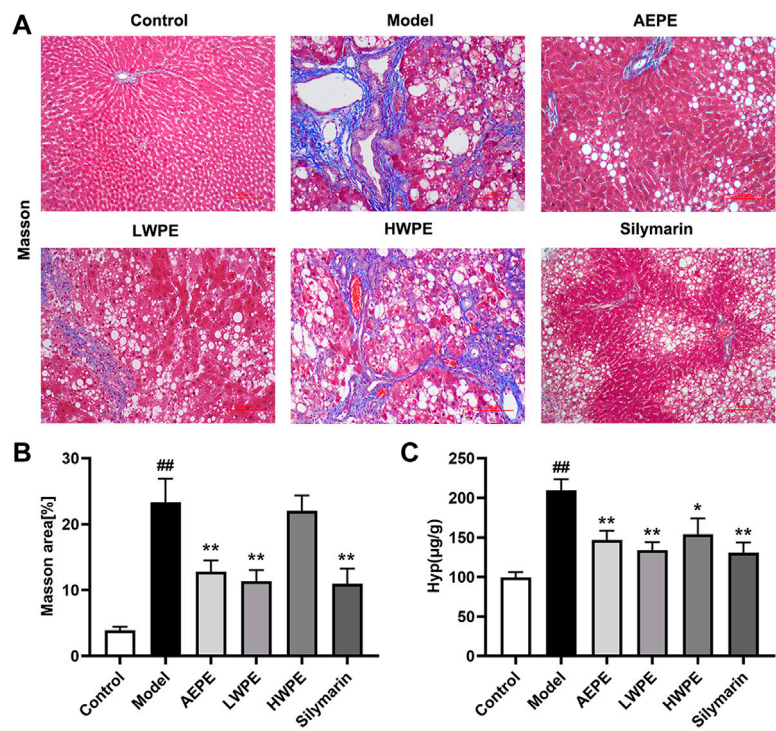 A
Control
Model
AEPE
Masson
LWPE
HWPE
Silymarin
B
Masson area[%]
30
20
10
0
##
**
**
**
Control
Model
AEPE
LWPE
HWPE
Silymarin
C
Hyp(μg/g)
250
200
150
100
50
0
##
**
**
*
**
Control
Model
AEPE
LWPE
HWPE
Silymarin